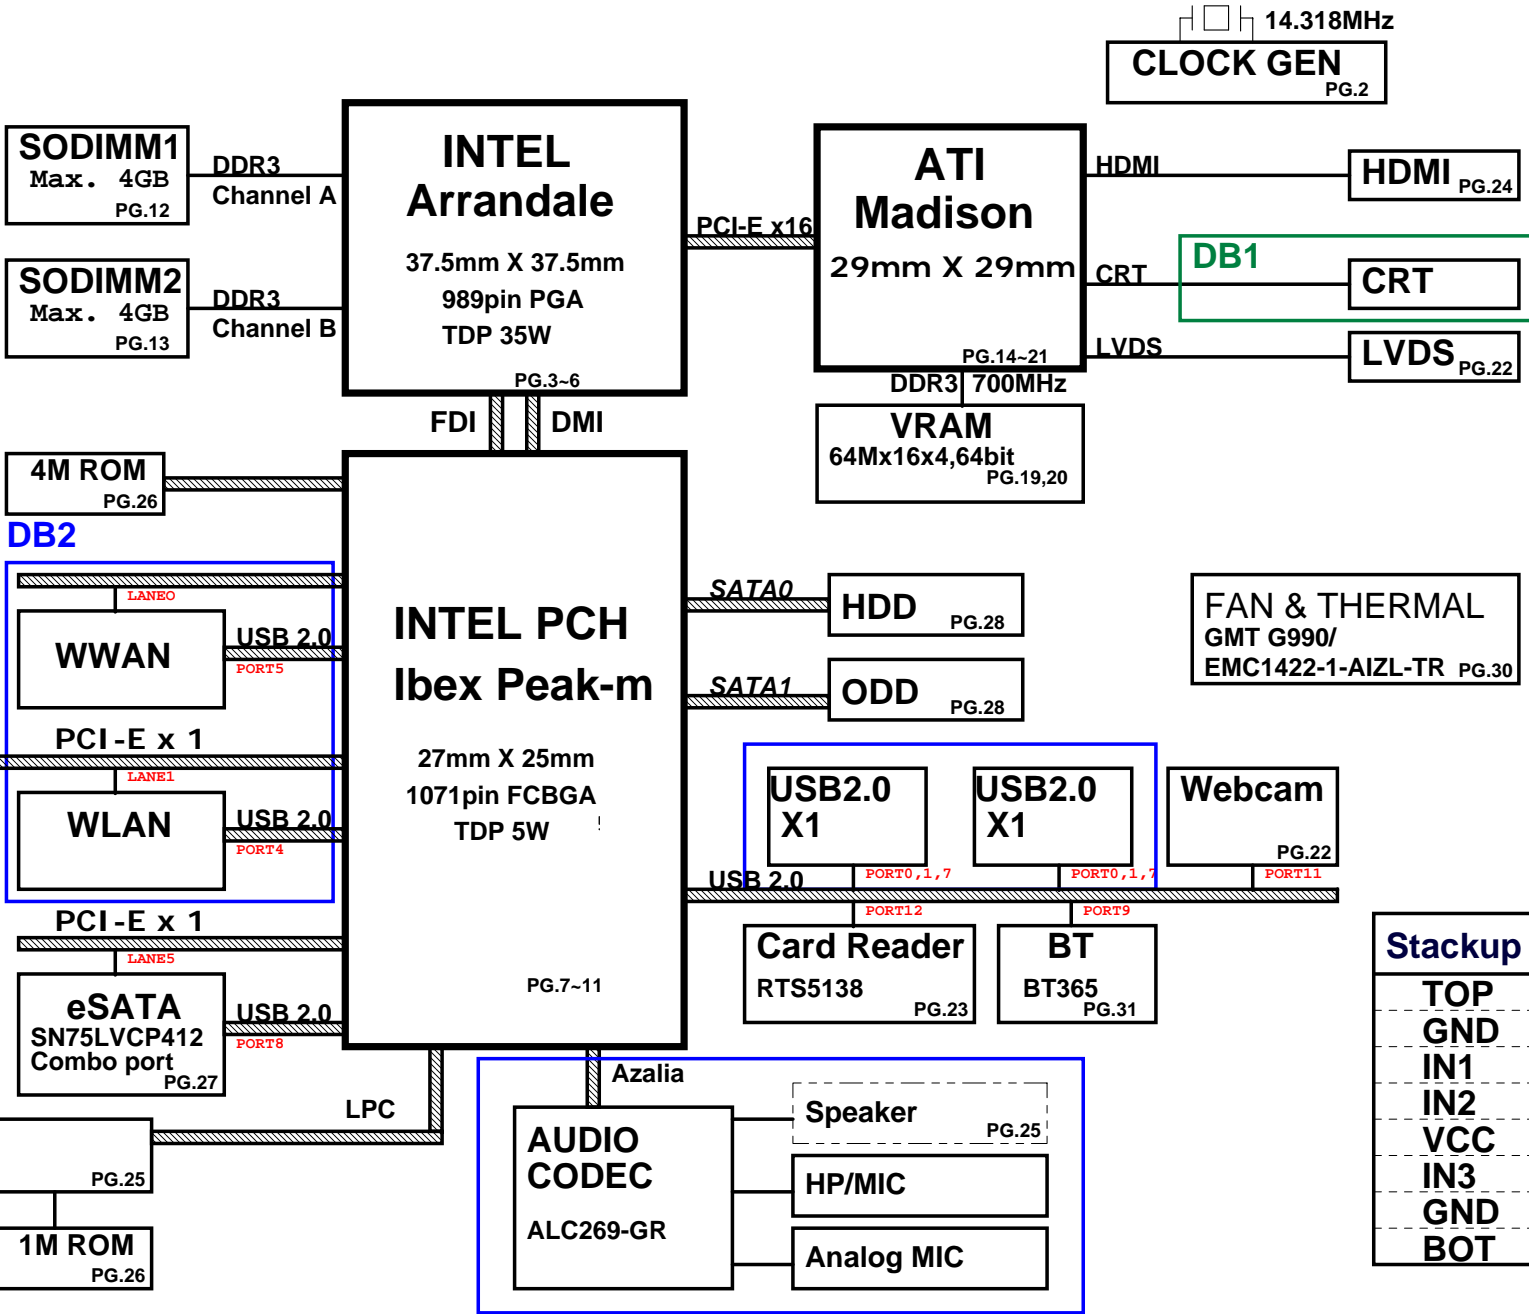 14.318MHz
CLOCK GEN
PG.2
SODIMM1
Max. 4GB
PG.12
DDR3
Channel A
SODIMM2
Max. 4GB
PG.13
DDR3
Channel B
INTEL
Arrandale
37.5mm X 37.5mm
989pin PGA
TDP 35W
PG.3~6
PCI-E x16
ATI
Madison
29mm X 29mm
PG.14~21
HDMI
HDMI
PG.24
DB1
CRT
CRT
LVDS
LVDS
PG.22
DDR3 700MHz
VRAM
64Mx16x4,64bit
PG.19,20
FDI
DMI
4M ROM
PG.26
DB2
LANE0
WWAN
USB 2.0
PORT5
PCI-E x 1
LANE1
WLAN
USB 2.0
PORT4
PCI-E x 1
LANE5
eSATA
SN75LVCP412
Combo port
PG.27
USB 2.0
PORT8
INTEL PCH
Ibex Peak-m
27mm X 25mm
1071pin FCBGA
TDP 5W
PG.7~11
SATA0
HDD
PG.28
SATA1
ODD
PG.28
FAN & THERMAL
GMT G990/
EMC1422-1-AIZL-TR PG.30
USB2.0
X1
USB2.0
X1
Webcam
PG.22
PORT0,1,7
PORT0,1,7
PORT11
USB 2.0
PORT12
PORT9
Card Reader
RTS5138
PG.23
BT
BT365
PG.31
LPC
PG.25
1M ROM
PG.26
Azalia
AUDIO
CODEC
ALC269-GR
Speaker
PG.25
HP/MIC
Analog MIC
Stackup
TOP
GND
IN1
IN2
VCC
IN3
GND
BOT